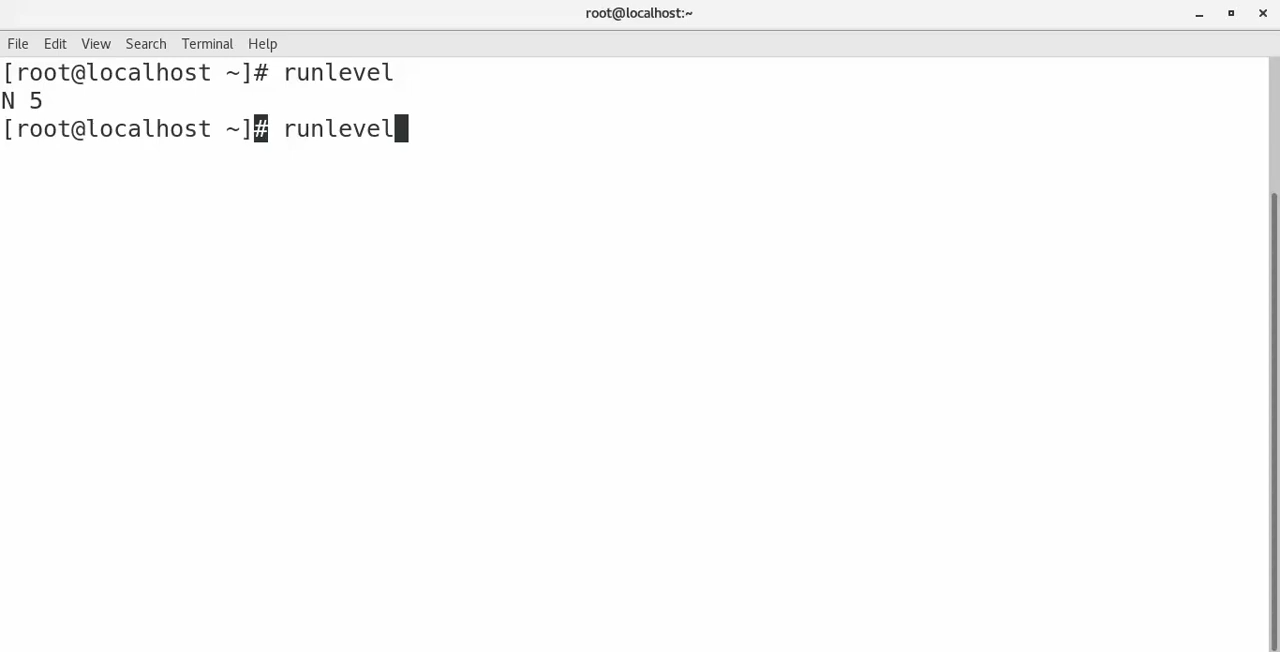 root@localhost:~
File Edit View Search Terminal Help
[root@localhost ~]# runlevel
N 5
[root@localhost ~]# runlevel